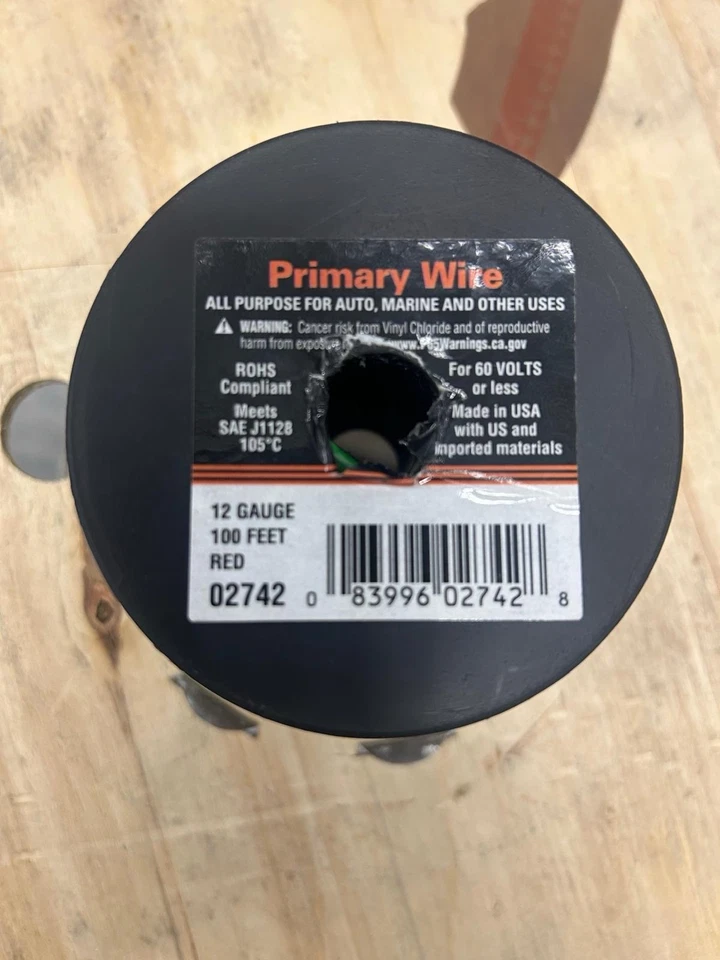 Primary Wire
ALL PURPOSE FOR AUTO, MARINE AND OTHER USES
WARNING: Cancer risk from Vinyl Chloride and of reproductive
harm from www.P65Warnings.ca.gov
ROHS
Compliant
Meets
SAE J1128
105°C
For 60 VOLTS
or less
Made in USA
with US and
imported materials
12 GAUGE
100 FEET
RED
02742
0 83996 02742 8